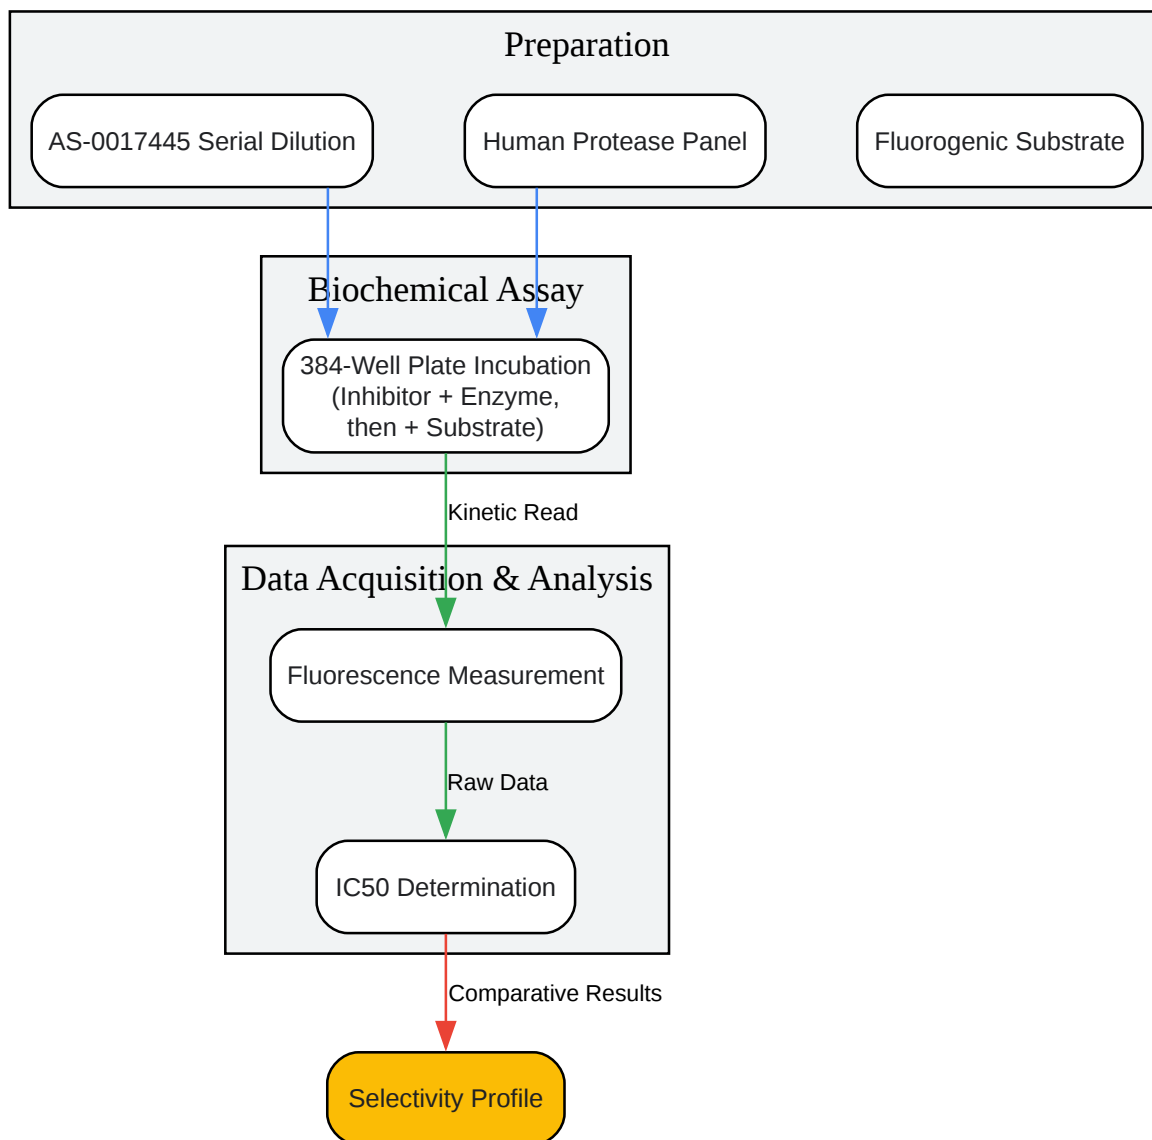 Preparation
AS-0017445 Serial Dilution
Human Protease Panel
Fluorogenic Substrate
Biochemical Assay
384-Well Plate Incubation
(Inhibitor + Enzyme,
then + Substrate)
Kinetic Read
Data Acquisition & Analysis
Fluorescence Measurement
Raw Data
IC50 Determination
Comparative Results
Selectivity Profile